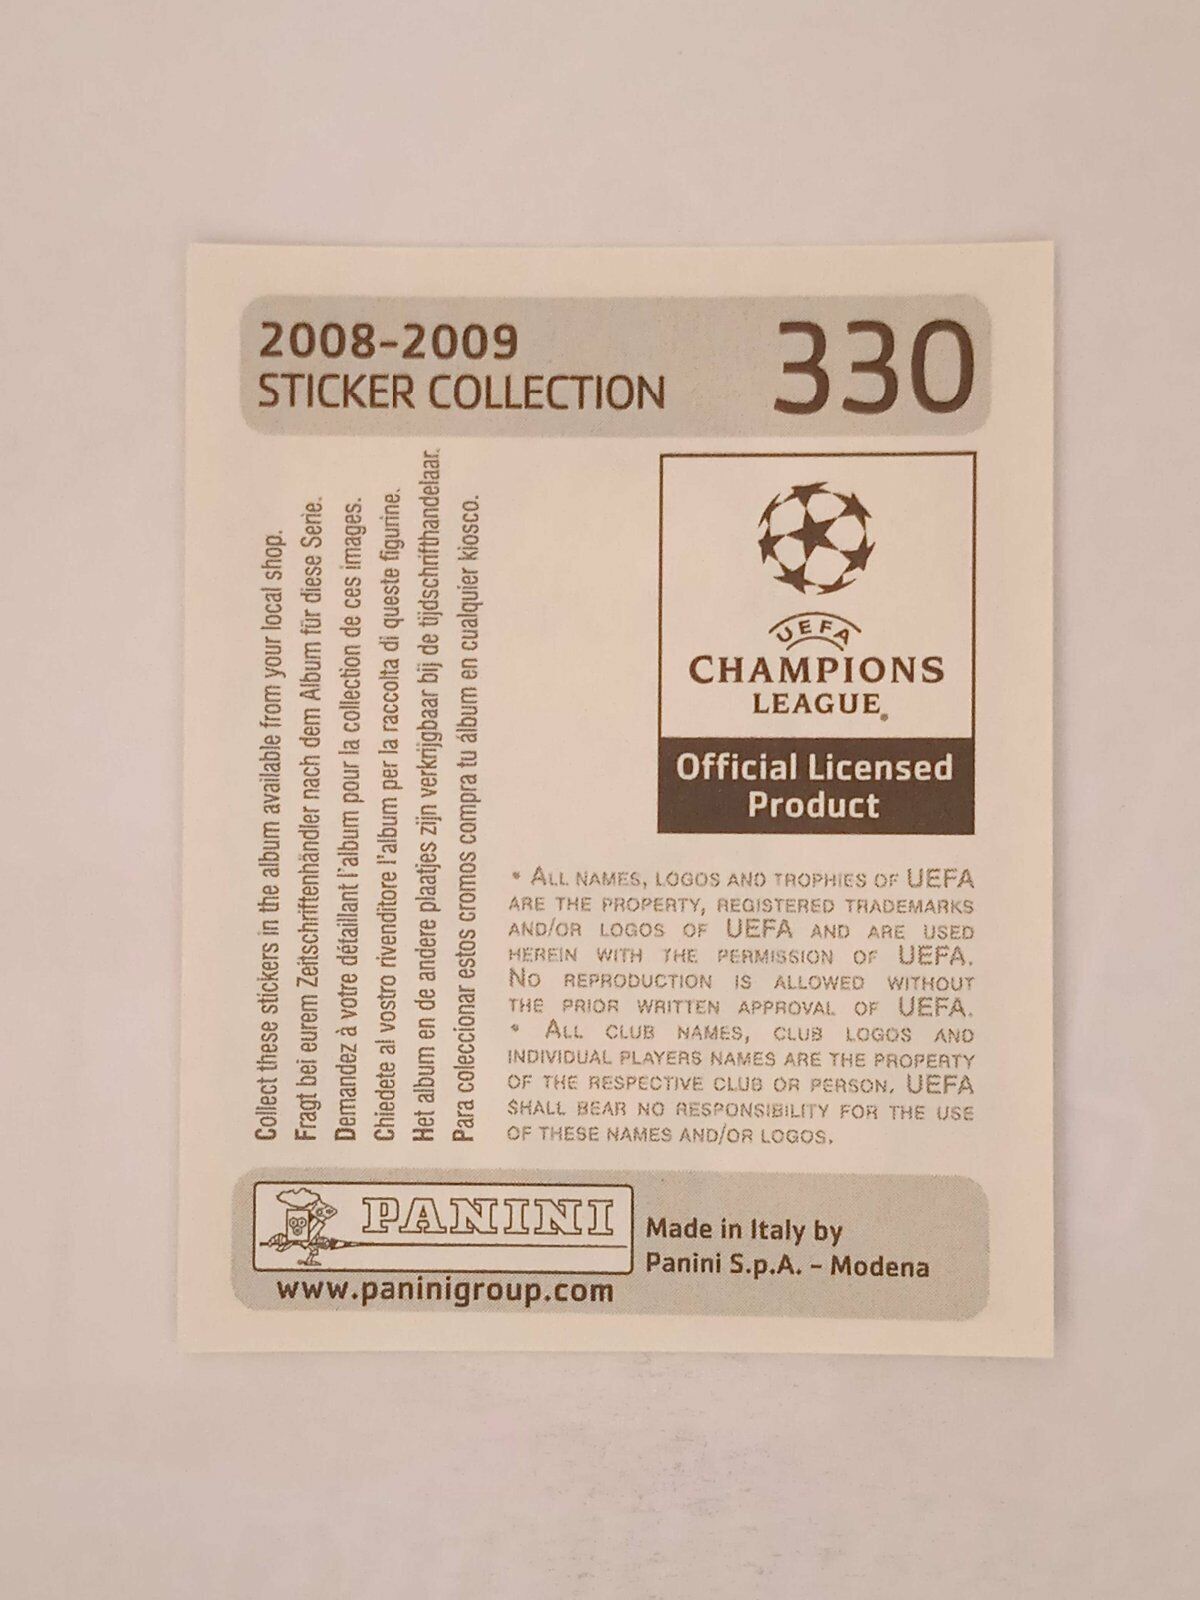 2008-2009
STICKER COLLECTION
330
Collect these stickers in the album available from your local shop.
Fragt bei eurem Zeitschriftenhändler nach dem Album für diese Serie.
Demandez à votre détaillant l'album pour la collection de ces images.
Chiedete al vostro rivenditore l'album per la raccolta di queste figurine.
Het album en de andere plaatjes zijn verkrijgbaar bij de tijdschrifthandelaar.
Para coleccionar estos cromos compra tu álbum en cualquier kiosco.
UEFA
CHAMPIONS
LEAGUE®
Official Licensed
Product
* ALL NAMES, LOGOS AND TROPHIES OF UEFA
ARE THE PROPERTY, REGISTERED TRADEMARKS
AND/OR LOGOS OF UEFA AND ARE USED
HEREIN WITH THE PERMISSION OF UEFA.
NO REPRODUCTION IS ALLOWED WITHOUT
THE PRIOR WRITTEN APPROVAL OF UEFA.
* ALL CLUB NAMES, CLUB LOGOS AND
INDIVIDUAL PLAYERS NAMES ARE THE PROPERTY
OF THE RESPECTIVE CLUB OR PERSON. UEFA
SHALL BEAR NO RESPONSIBILITY FOR THE USE
OF THESE NAMES AND/OR LOGOS.
PANINI
www.paninigroup.com
Made in Italy by
Panini S.p.A. - Modena